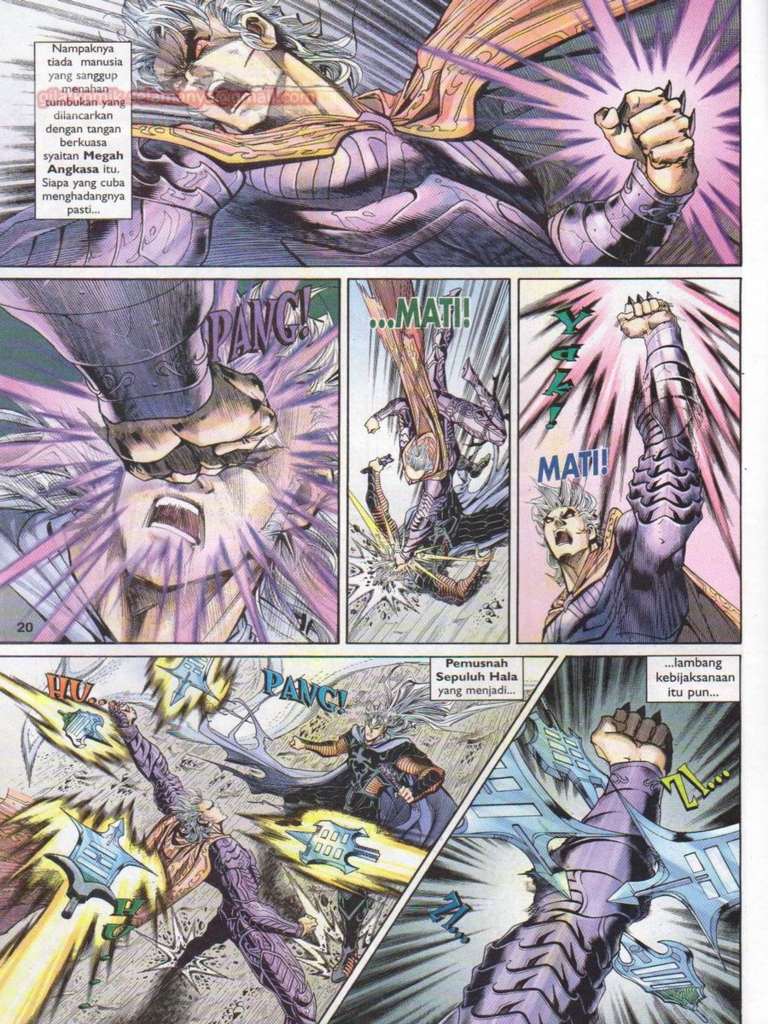 Nampaknya
tiada manusia
yang sanggup
menahan
tumbukan yang
dilancarkan
dengan tangan
berkuasa
syaitan Megah
Angkasa itu.
Siapa yang cuba
menghadangnya
pasti...
PANG!
20
...MATI!
Yak!
MATI!
HU...
PANG!
HU
Pemusnah
Sepuluh Hala
yang menjadi...
...lambang
kebijaksanaan
itu pun...
ZI...
ZI...